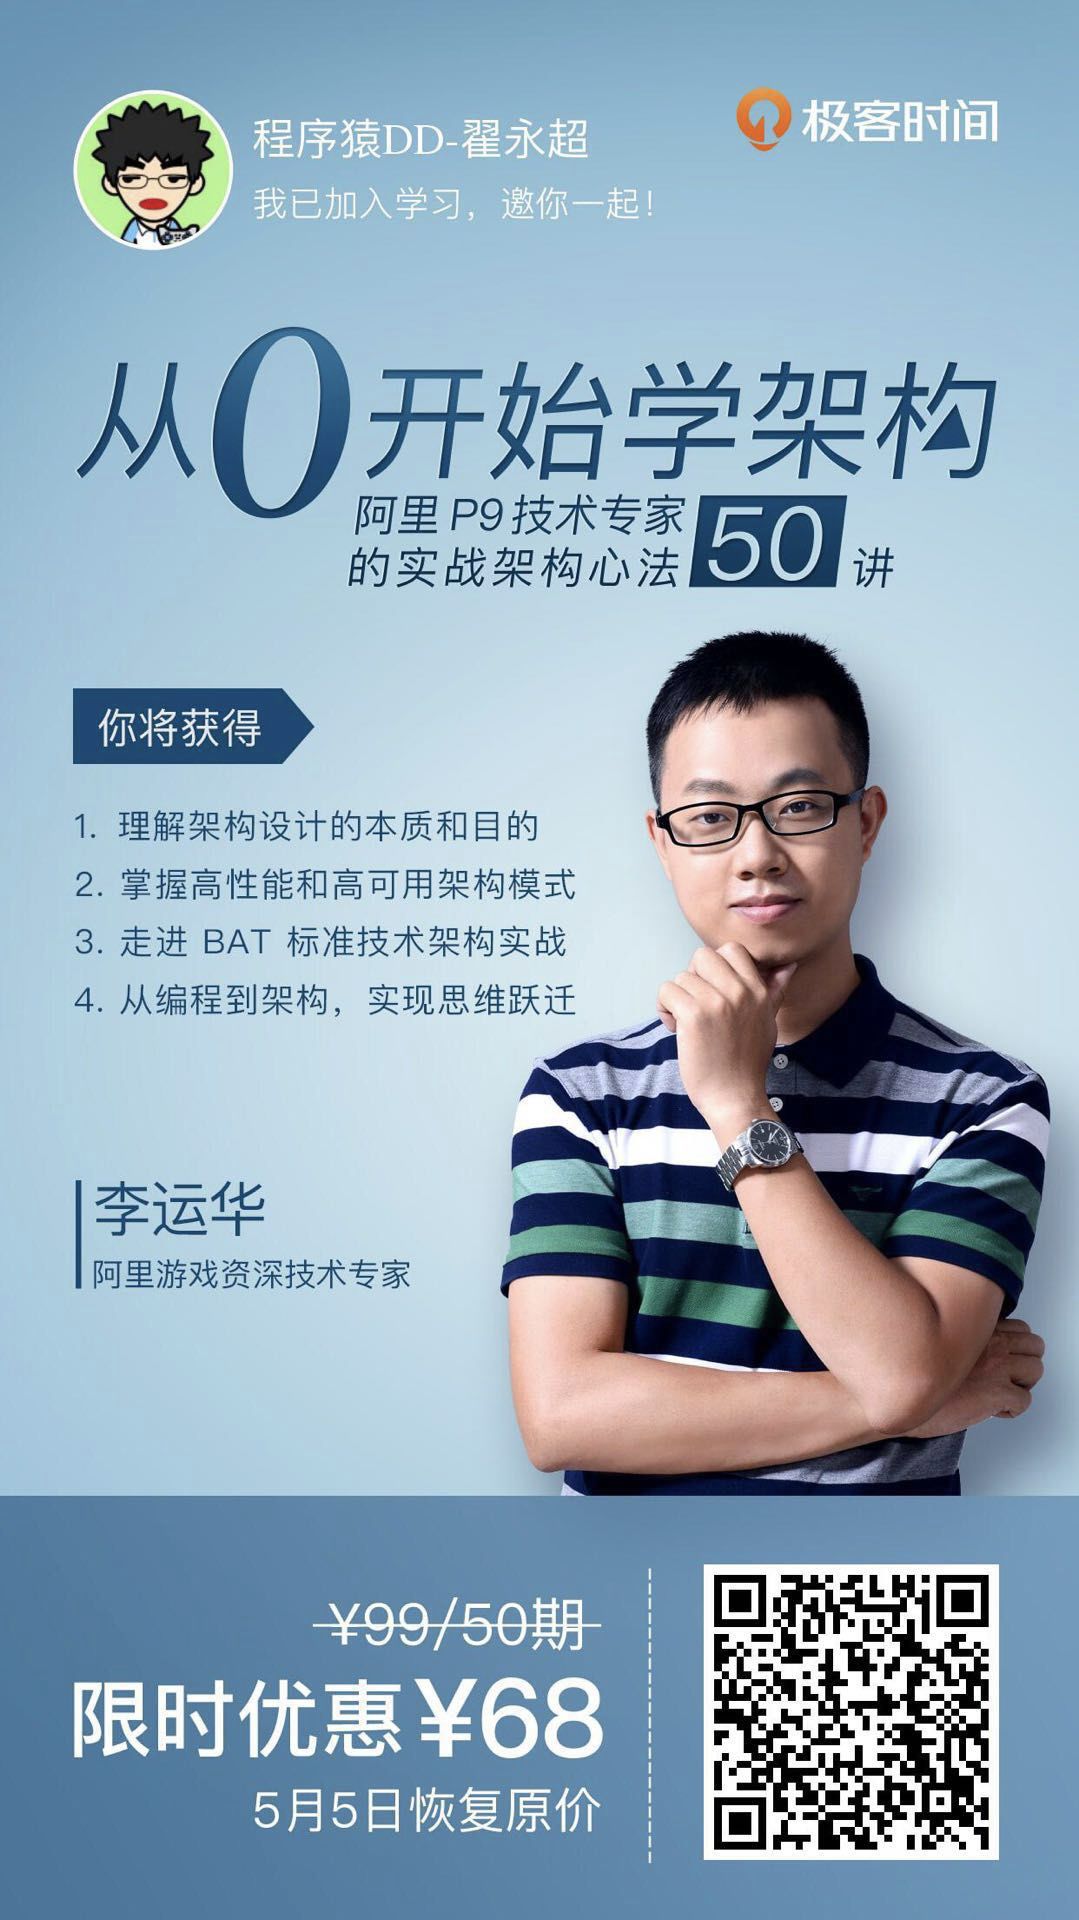 程序猿DD-翟永超
我已加入学习，邀你一起！
极客时间
从0开始学架构
阿里P9技术专家
的实战架构心法50讲
你将获得
1. 理解架构设计的本质和目的
2. 掌握高性能和高可用架构模式
3. 走进 BAT 标准技术架构实战
4. 从编程到架构，实现思维跃迁
李运华
阿里游戏资深技术专家
¥99/50期
限时优惠¥68
5月5日恢复原价